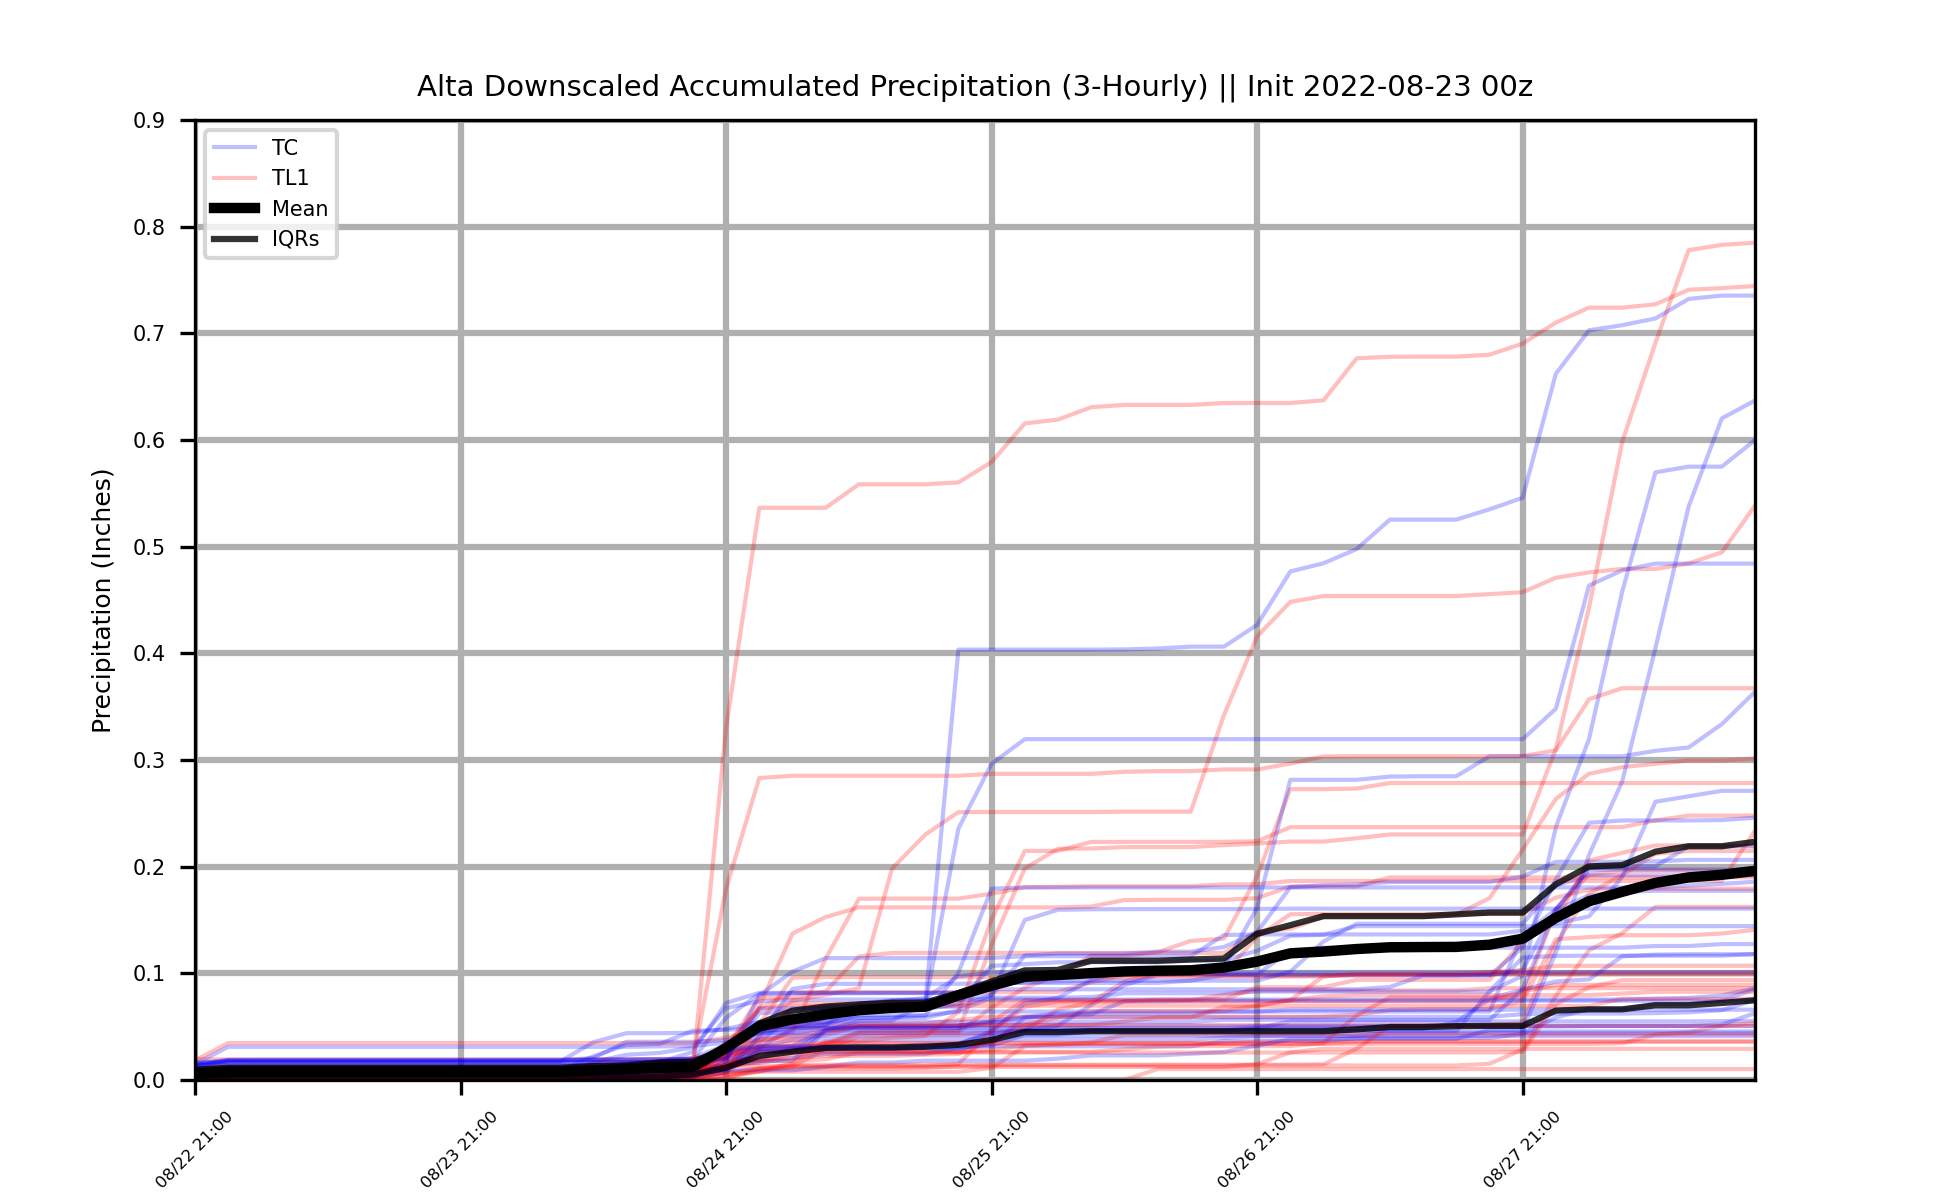 Alta Downscaled Accumulated Precipitation (3-Hourly) || Init 2022-08-23 00z
TC
TL1
Mean
IQRs
Precipitation (Inches)
0.9
0.8
0.7
0.6
0.5
0.4
0.3
0.2
0.1
0.0
08/22 21:00
08/23 21:00
08/24 21:00
08/25 21:00
08/26 21:00
08/27 21:00